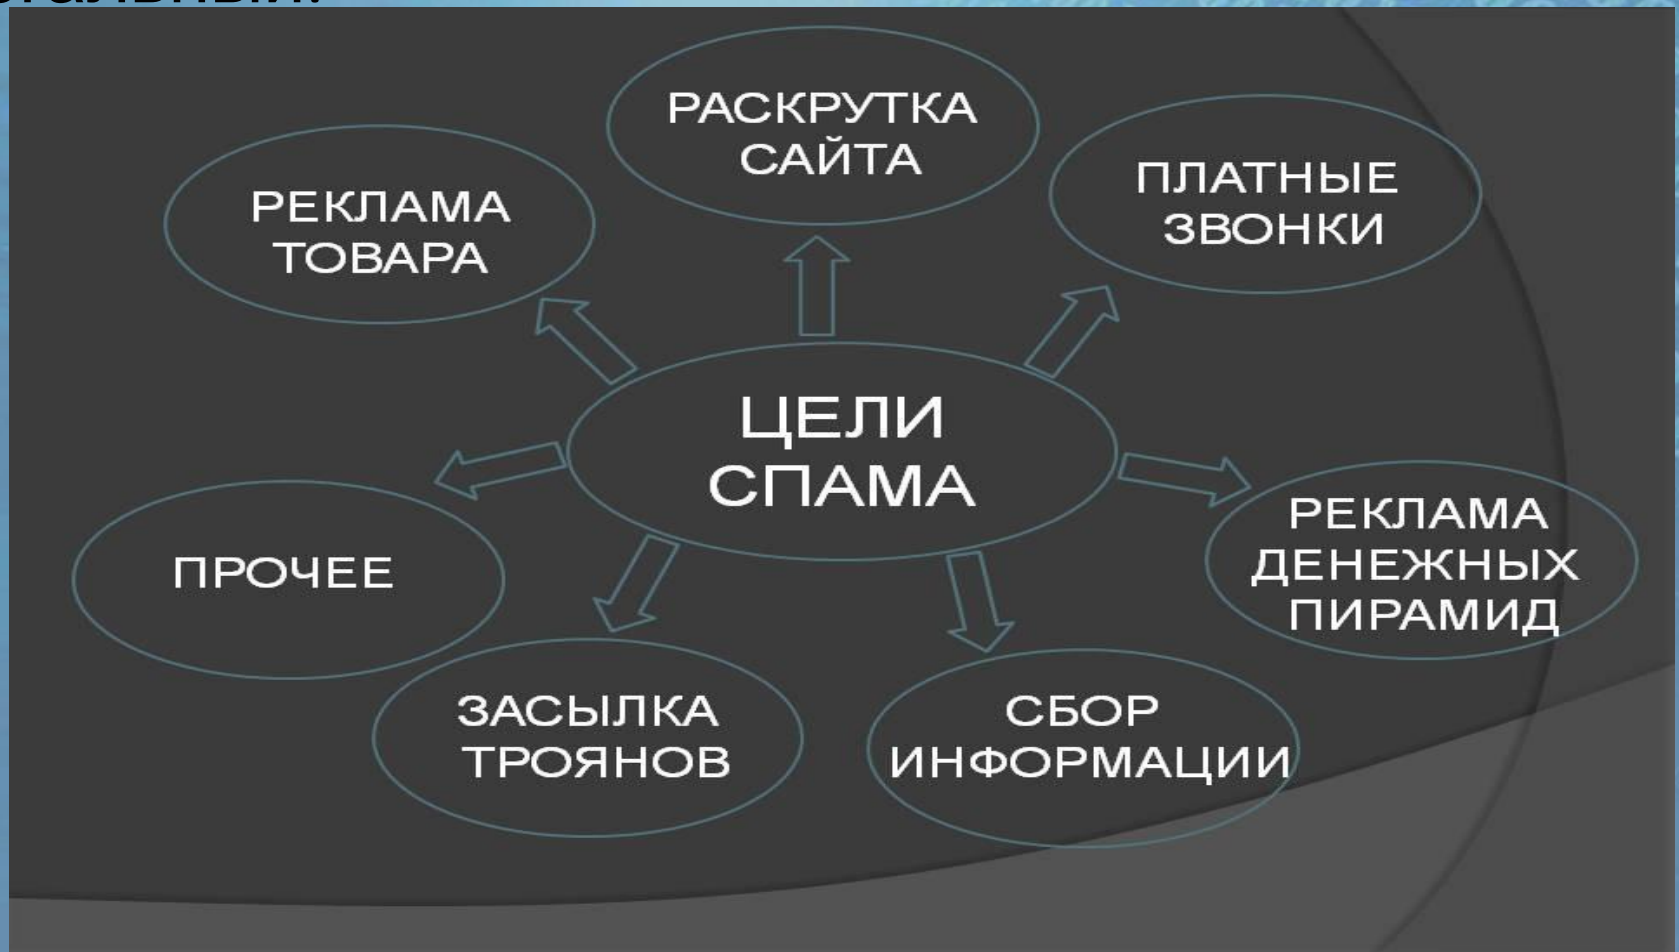 РАСКРУТКА
САЙТА
ПЛАТНЫЕ
ЗВОНКИ
РЕКЛАМА
ТОВАРА
ЦЕЛИ
СПАМА
РЕКЛАМА
ДЕНЕЖНЫХ
ПИРАМИД
ПРОЧЕЕ
ЗАСЫЛКА
ТРОЯНОВ
СБОР
ИНФОРМАЦИИ